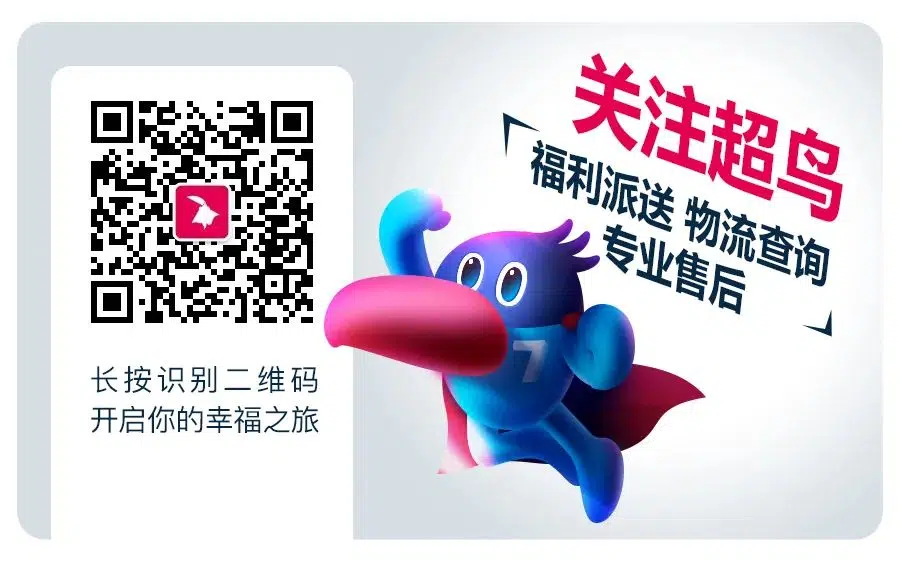 关注超鸟
福利派送 物流查询
专业售后
7
长按识别二维码
开启你的幸福之旅